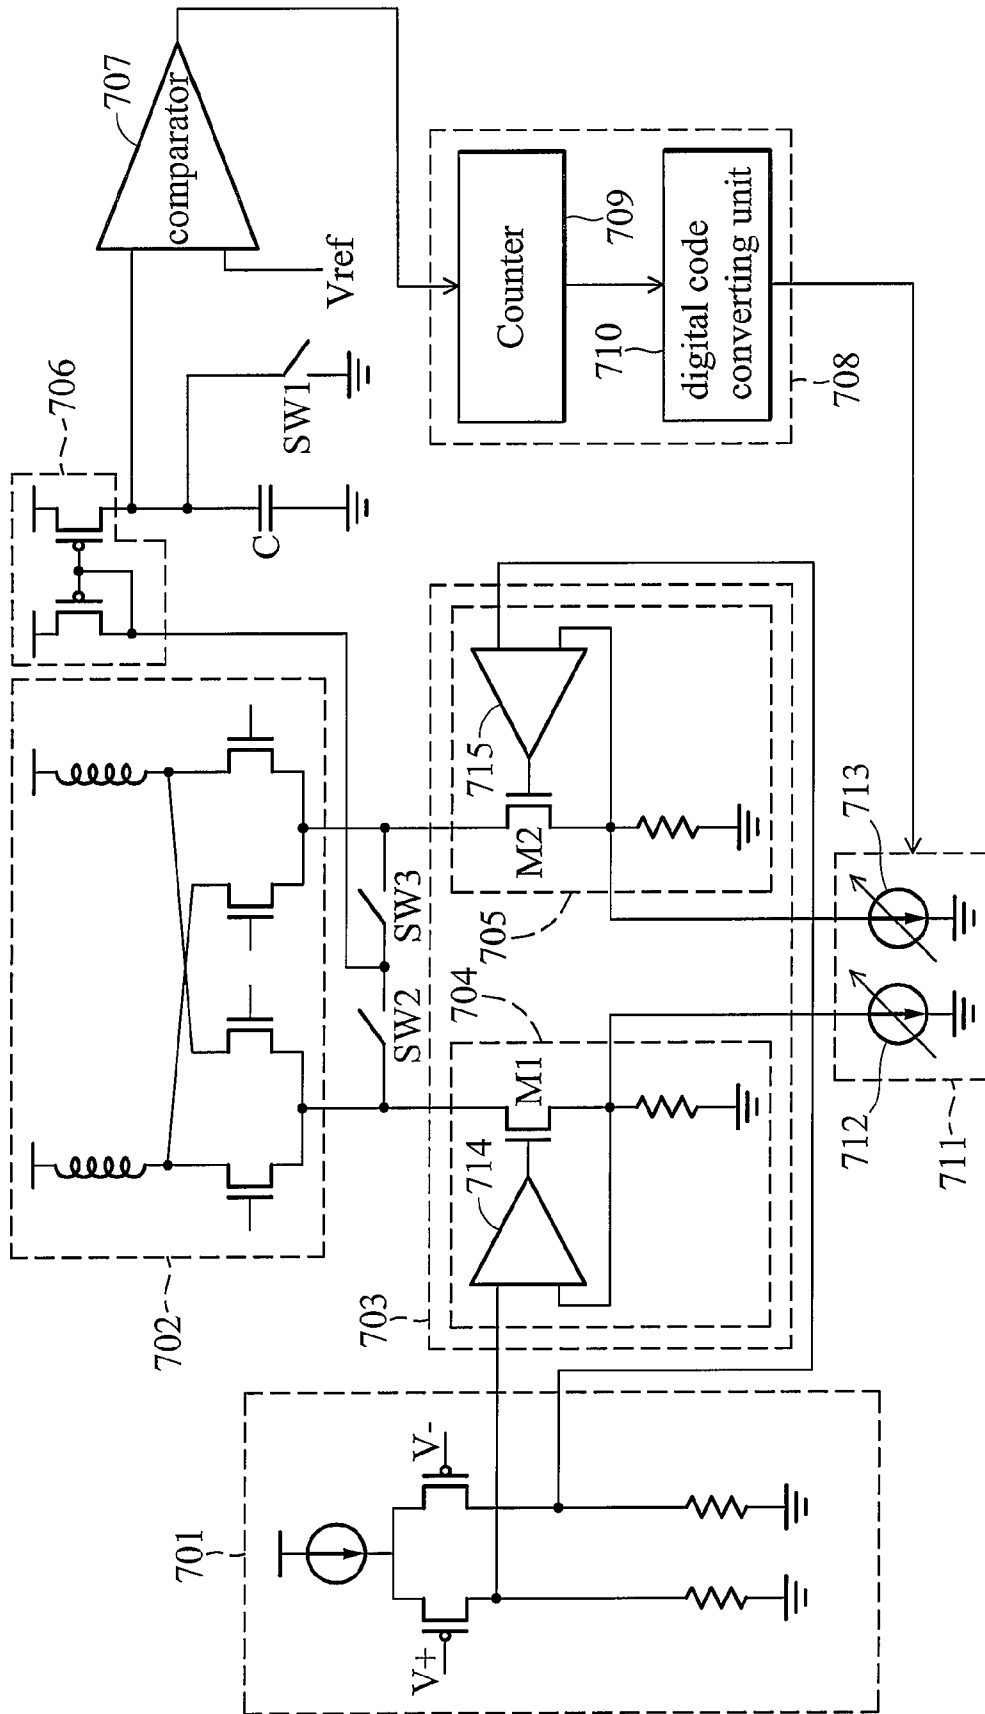 701
V+
V-
702
703
714
M1
704
SW2
SW3
705
M2
715
706
C
SW1
Vref
707
comparator
Counter
709
710
digital code
converting unit
708
711
712
713